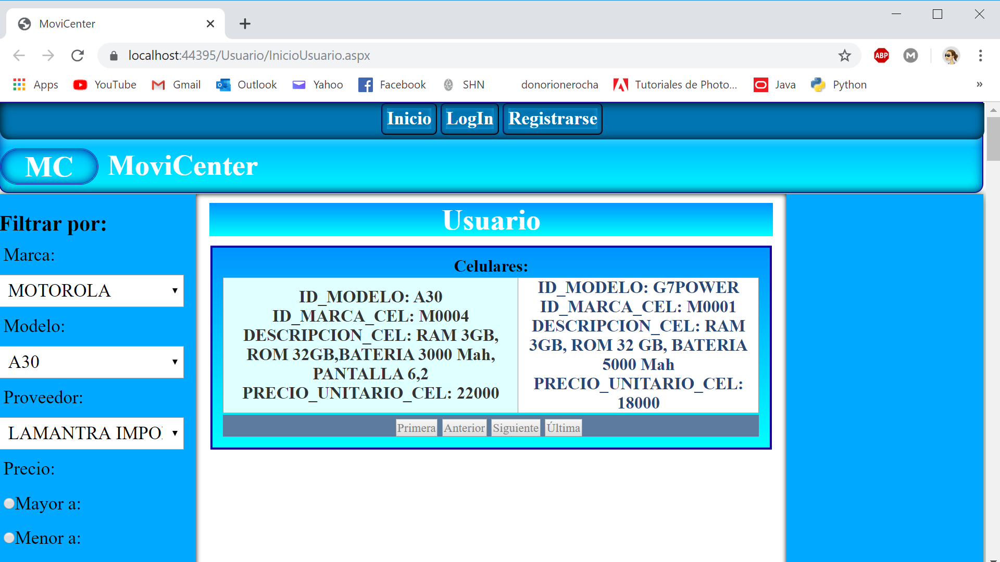 MoviCenter
localhost:44395/Usuario/InicioUsuario.aspx
ABP
M
Apps YouTube Gmail Outlook Yahoo Facebook SHN donorionerocha Tutoriales de Photo... Java Python »
Inicio LogIn Registrarse
MC MoviCenter
Filtrar por:
Marca:
MOTOROLA
Modelo:
A30
Proveedor:
LAMANTRA IMPO
Precio:
Mayor a:
Menor a:
Usuario
Celulares:
ID_MODELO: A30
ID_MARCA_CEL: M0004
DESCRIPCION_CEL: RAM 3GB,
ROM 32GB,BATERIA 3000 Mah,
PANTALLA 6,2
PRECIO_UNITARIO_CEL: 22000
ID_MODELO: G7POWER
ID_MARCA_CEL: M0001
DESCRIPCION_CEL: RAM
3GB, ROM 32 GB, BATERIA
5000 Mah
PRECIO_UNITARIO_CEL:
18000
Primera Anterior Siguiente Última